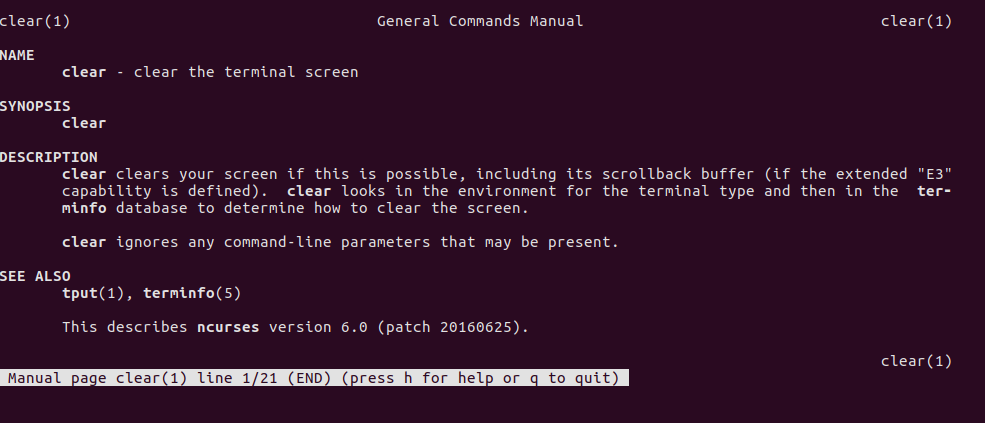 clear(1) General Commands Manual clear(1)
NAME
clear - clear the terminal screen
SYNOPSIS
clear
DESCRIPTION
clear clears your screen if this is possible, including its scrollback buffer (if the extended "E3"
capability is defined). clear looks in the environment for the terminal type and then in the ter-
minfo database to determine how to clear the screen.
clear ignores any command-line parameters that may be present.
SEE ALSO
tput(1), terminfo(5)
This describes ncurses version 6.0 (patch 20160625).
clear(1)
Manual page clear(1) line 1/21 (END) (press h for help or q to quit)